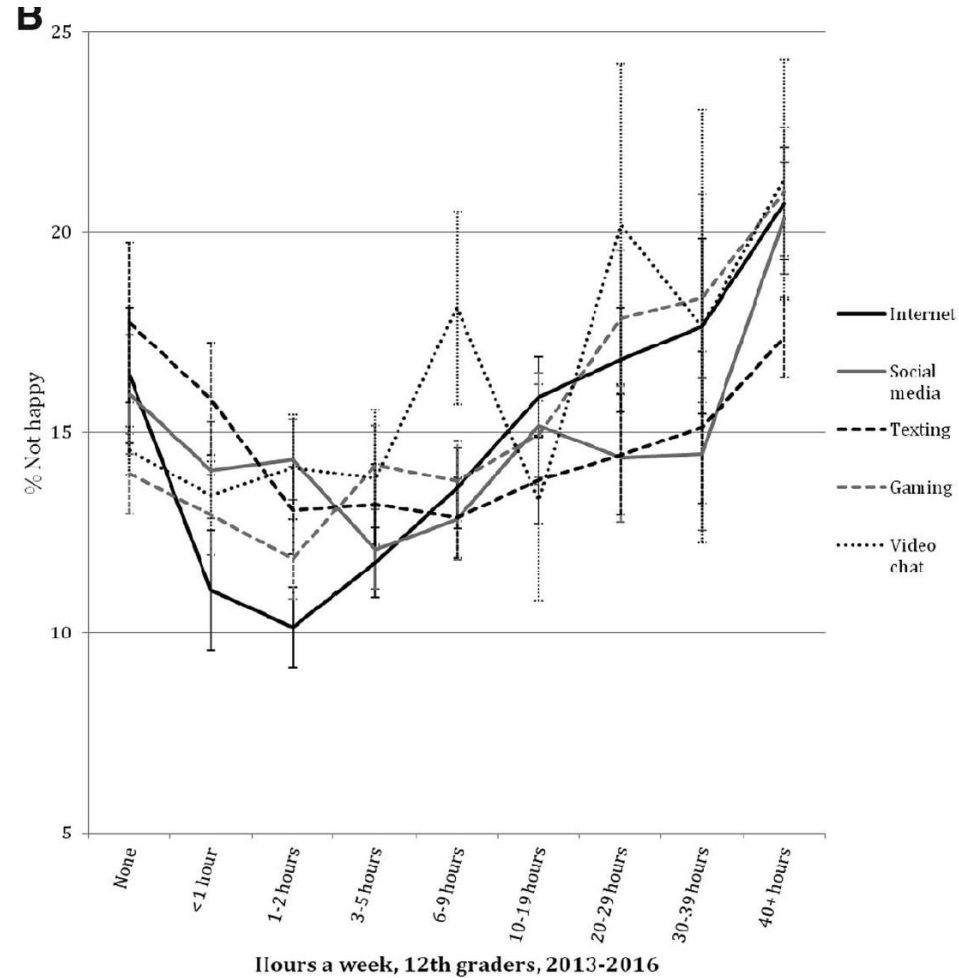 B
25
20
15
10
5
% Not happy
None
<1 hour
1-2 hours
3-5 hours
6-9 hours
10-19 hours
20-29 hours
30-39 hours
40+ hours
Hours a week, 12th graders, 2013-2016
Internet
Social
media
Texting
Gaming
Video
chat